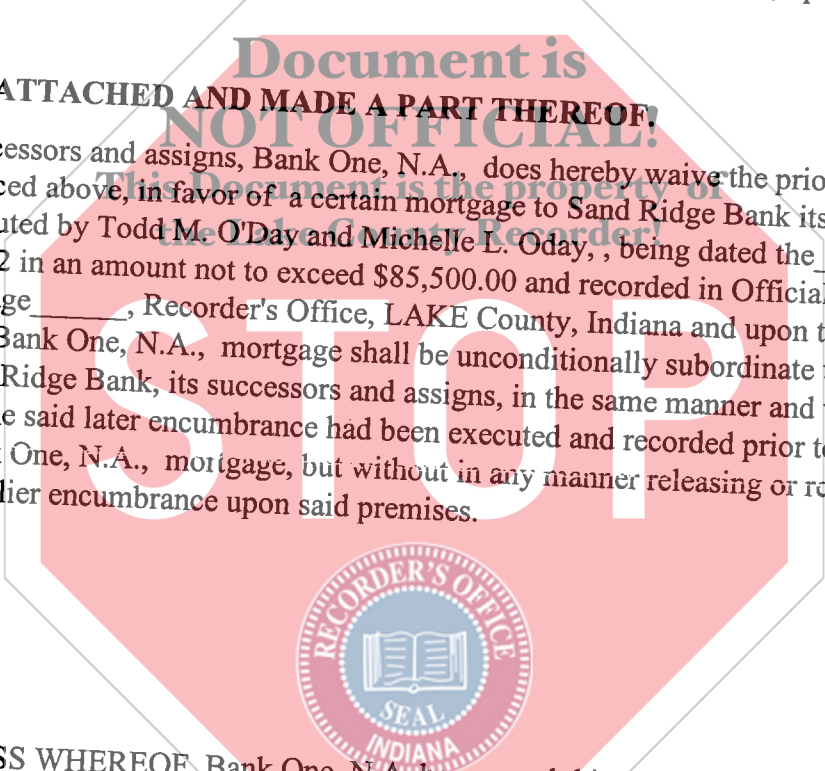 Document is
ATTACHED AND MADE A PART THEREOF.
NOT OFFICIAL!
cessors and assigns, Bank One, N.A., does hereby waive the prio
This Document is the property of
ced above, in favor of a certain mortgage to Sand Ridge Bank its
the Lake County Recorder!
uted by Todd M. O'Day and Michelle L. Oday, , being dated the_
2 in an amount not to exceed $85,500.00 and recorded in Official
ge_______, Recorder's Office, LAKE County, Indiana and upon t
Bank One, N.A., mortgage shall be unconditionally subordinate
Ridge Bank, its successors and assigns, in the same manner and
e said later encumbrance had been executed and recorded prior t
One, N.A., mortgage, but without in any manner releasing or re
lier encumbrance upon said premises.
STOP
RECORDER'S OFFICE
SEAL
INDIANA
SS WHEREOF, Bank One, N.A.